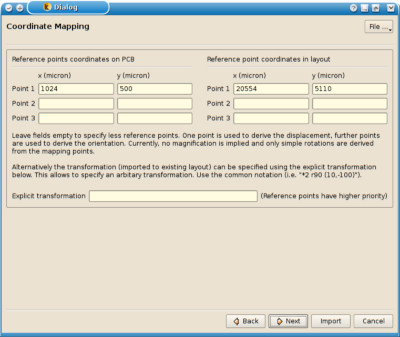 Dialog
Coordinate Mapping
File ...
Reference points coordinates on PCB
Reference point coordinates in layout
x (micron) y (micron)
x (micron) y (micron)
Point 1 1024 500
Point 1 20554 5110
Point 2
Point 2
Point 3
Point 3
Leave fields empty to specify less reference points. One point is used to derive the displacement, further points
are used to derive the orientation. Currently, no magnification is implied and only simple rotations are derived
from the mapping points.
Alternatively the transformation (imported to existing layout) can be specified using the explicit transformation
below. This allows to specify an arbitary transformation. Use the common notation (i.e. "*2 r90 (10,-100)").
Explicit transformation (Reference points have higher priority)
Back Next Import Cancel